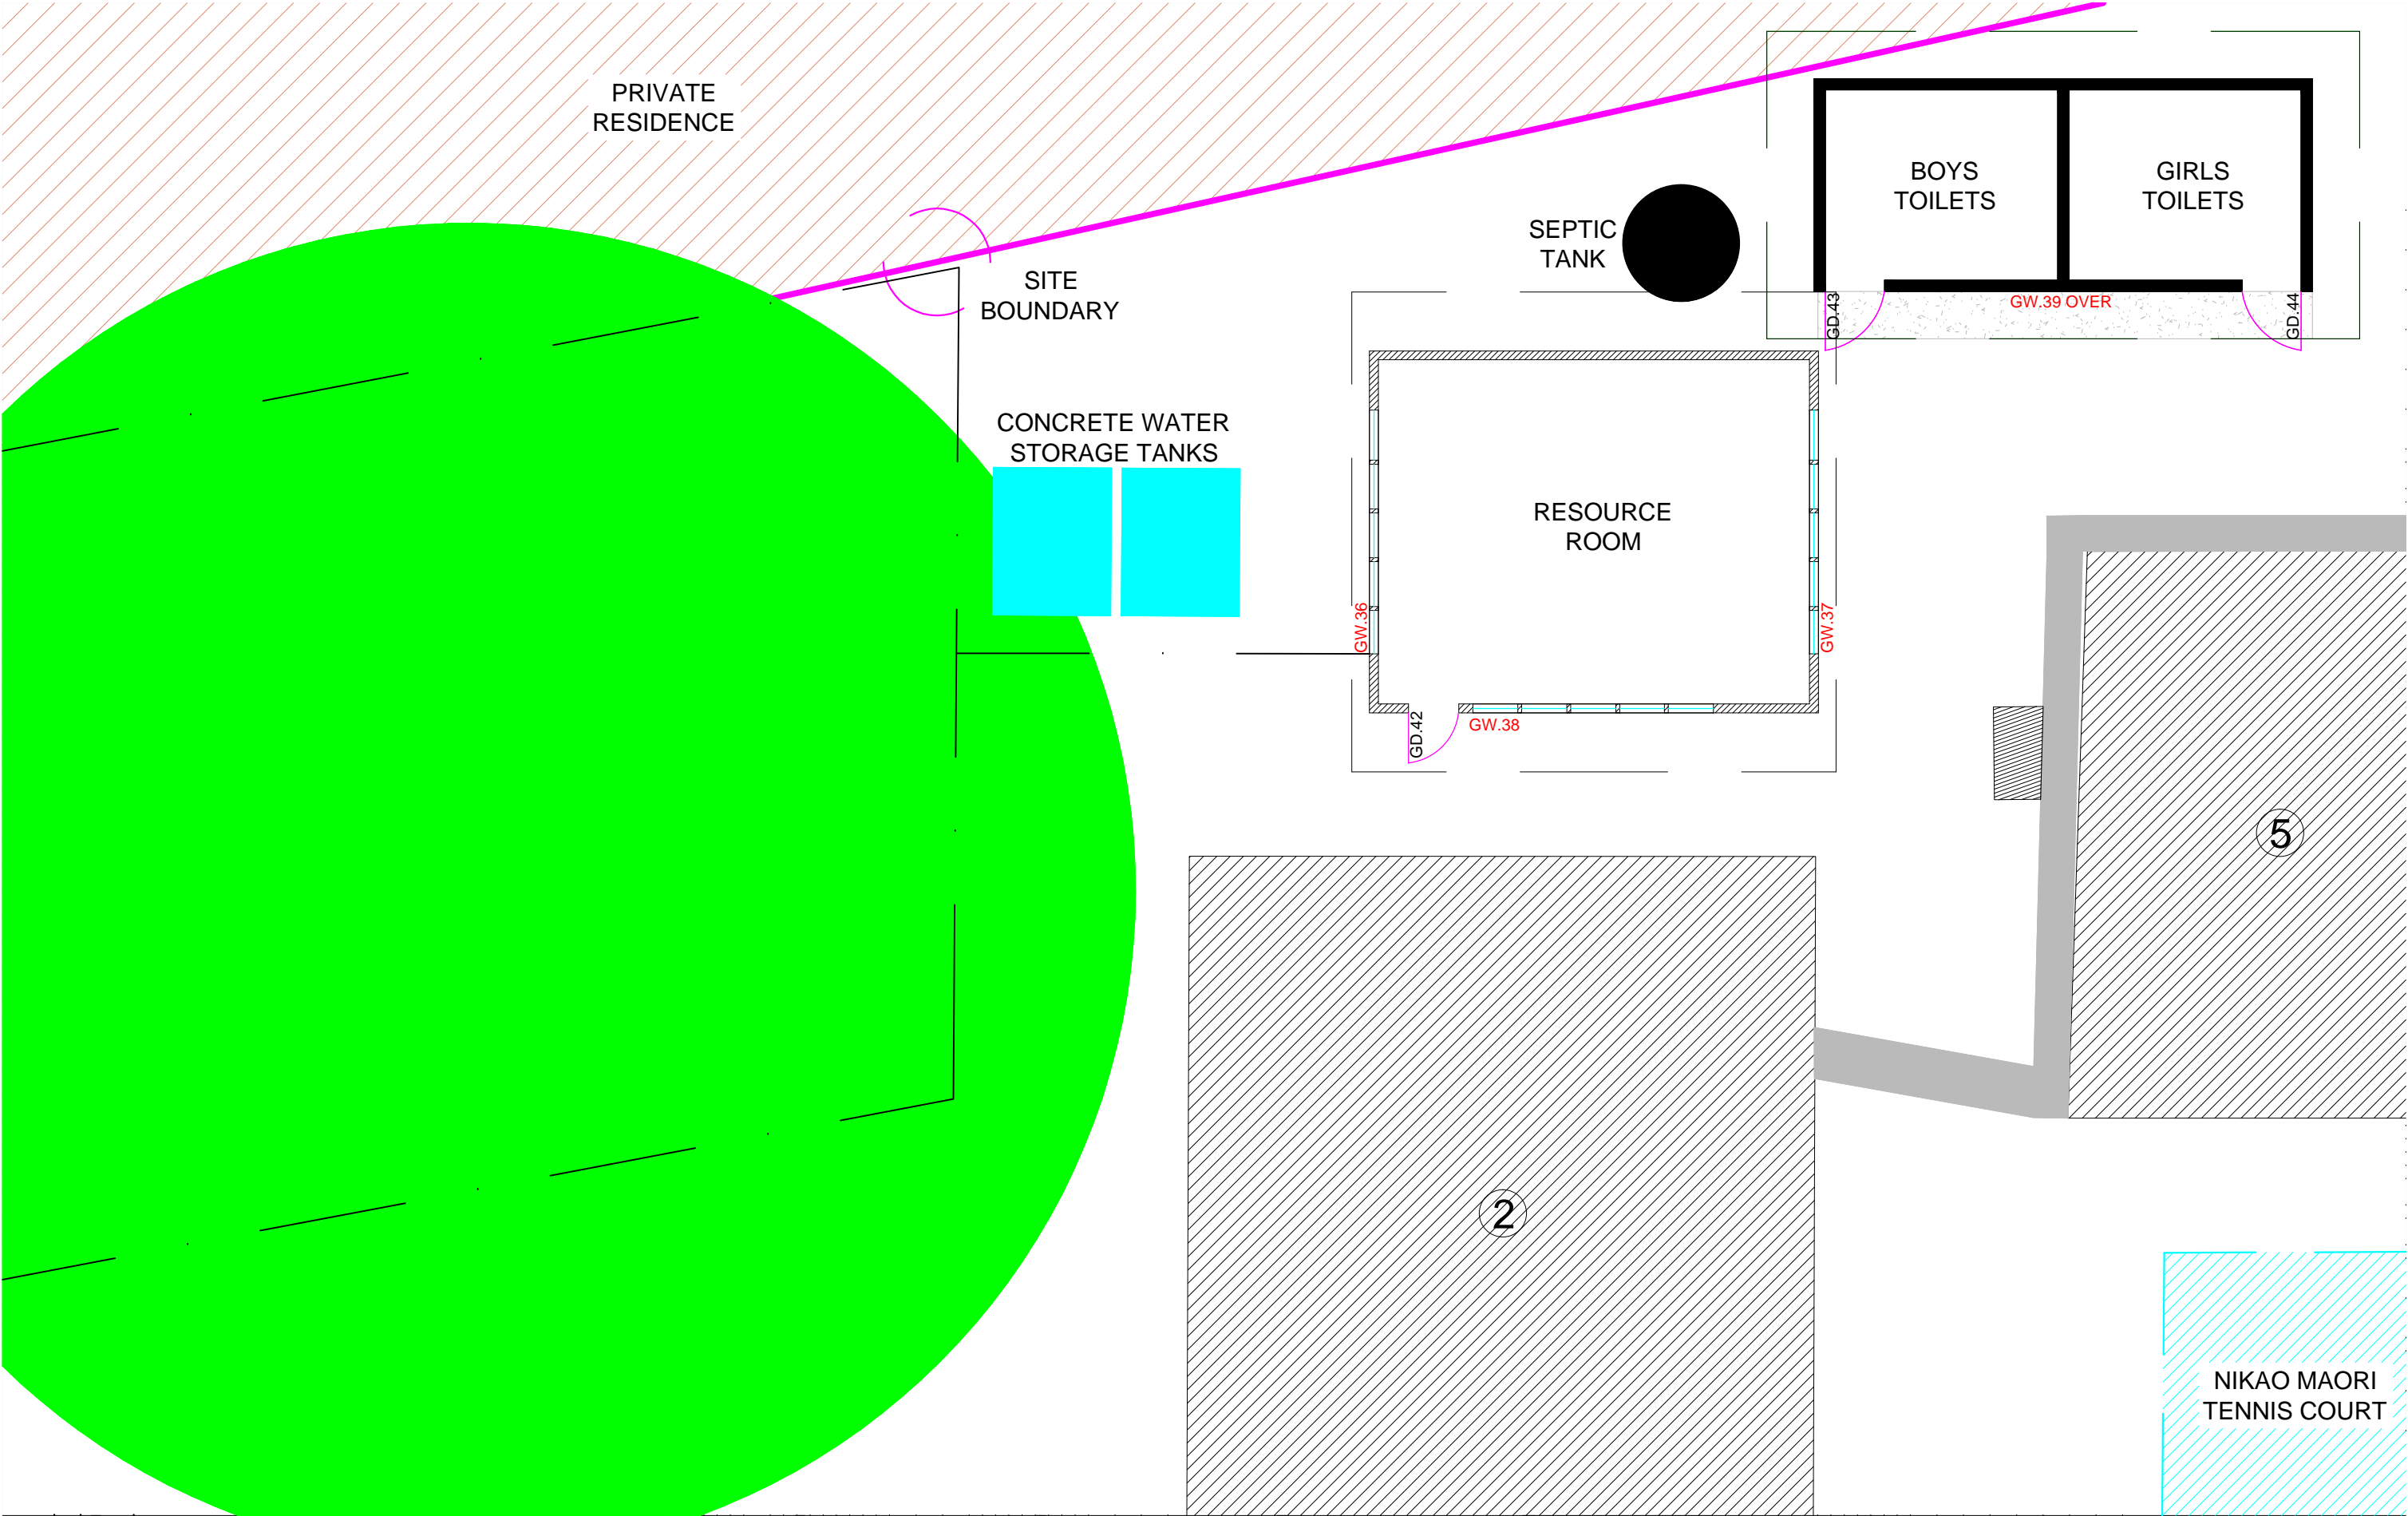 PRIVATE
RESIDENCE
BOYS
TOILETS
GIRLS
TOILETS
SEPTIC
TANK
SITE
BOUNDARY
GD.43
GW.39 OVER
GD.44
CONCRETE WATER
STORAGE TANKS
RESOURCE
ROOM
GW.36
GW.37
GD.42
GW.38
5
2
NIKAO MAORI
TENNIS COURT